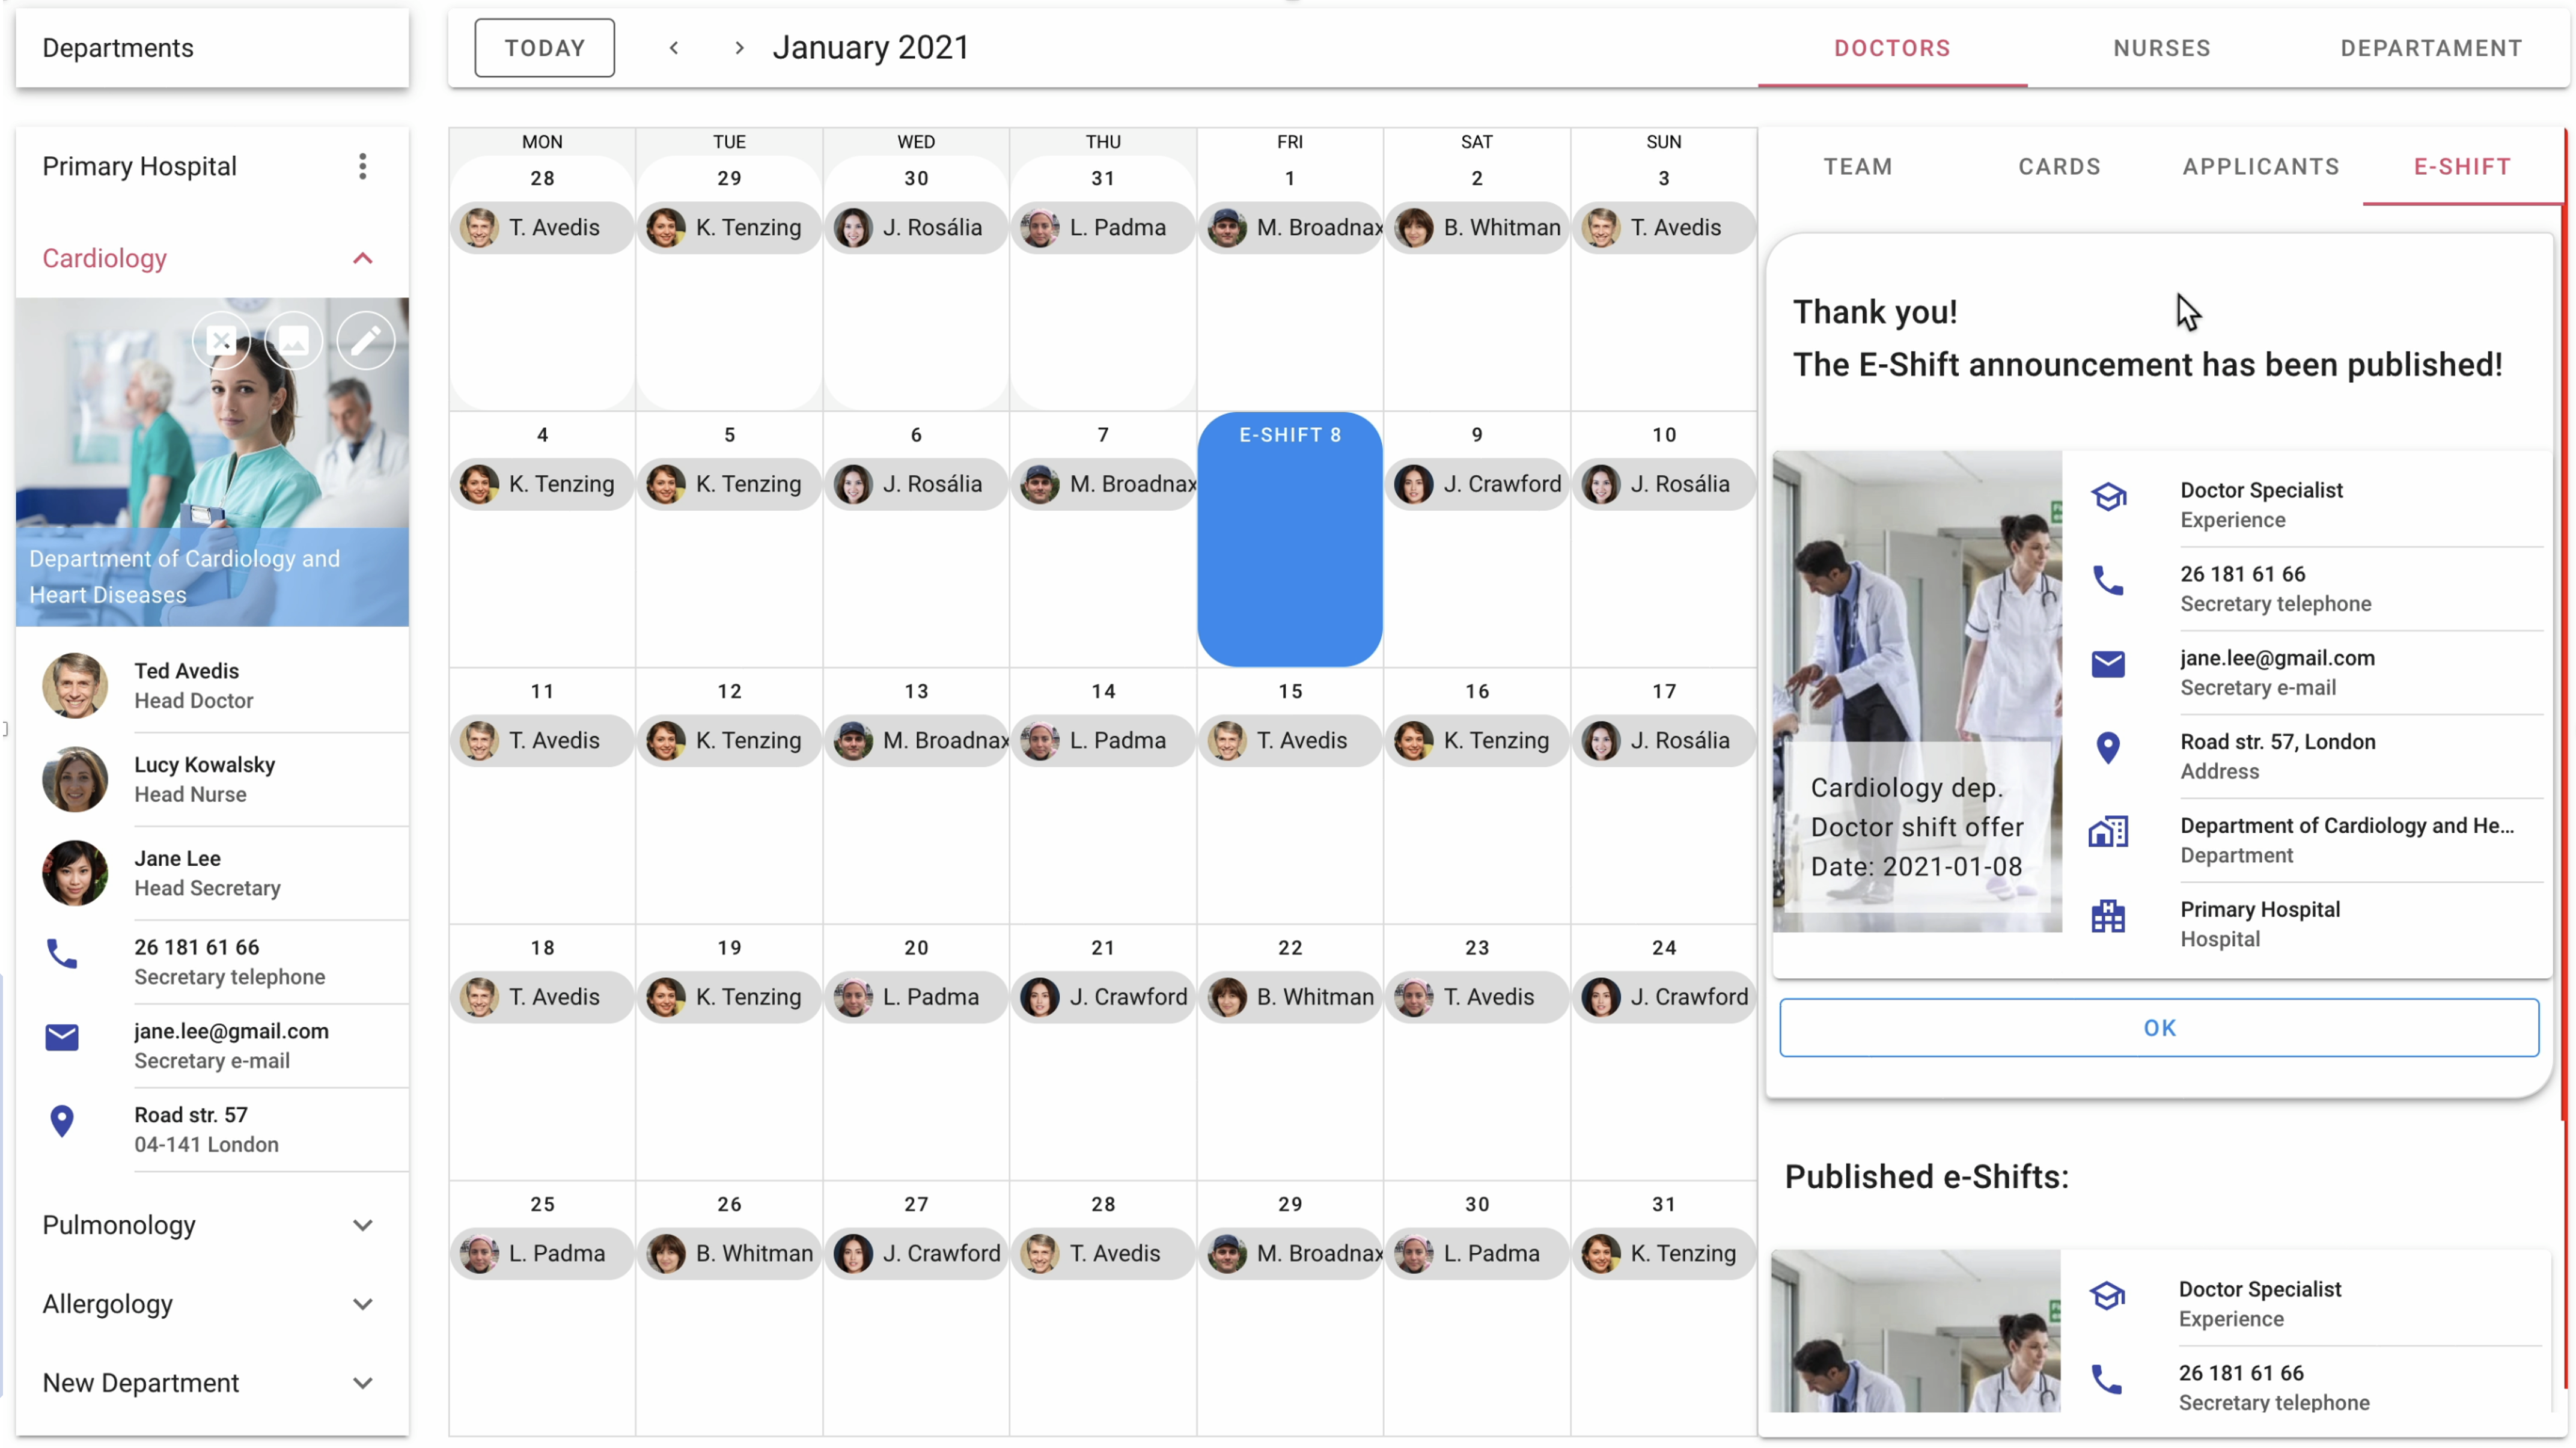 Departments
TODAY
January 2021
DOCTORS
NURSES
DEPARTAMENT
Primary Hospital
Cardiology
Department of Cardiology and
Heart Diseases
Ted Avedis
Head Doctor
Lucy Kowalsky
Head Nurse
Jane Lee
Head Secretary
26 181 61 66
Secretary telephone
jane.lee@gmail.com
Secretary e-mail
Road str. 57
04-141 London
Pulmonology
Allergology
New Department
MON TUE WED THU FRI SAT SUN
28 29 30 31 1 2 3
T. Avedis K. Tenzing J. Rosália L. Padma M. Broadnax B. Whitman T. Avedis
4 5 6 7 E-SHIFT 8 9 10
K. Tenzing K. Tenzing J. Rosália M. Broadnax J. Crawford J. Rosália
11 12 13 14 15 16 17
T. Avedis K. Tenzing M. Broadnax L. Padma T. Avedis K. Tenzing J. Rosália
18 19 20 21 22 23 24
T. Avedis K. Tenzing L. Padma J. Crawford B. Whitman T. Avedis J. Crawford
25 26 27 28 29 30 31
L. Padma B. Whitman J. Crawford T. Avedis M. Broadnax L. Padma K. Tenzing
TEAM
CARDS
APPLICANTS
E-SHIFT
Thank you!
The E-Shift announcement has been published!
Cardiology dep.
Doctor shift offer
Date: 2021-01-08
Doctor Specialist
Experience
26 181 61 66
Secretary telephone
jane.lee@gmail.com
Secretary e-mail
Road str. 57, London
Address
Department of Cardiology and He...
Department
Primary Hospital
Hospital
OK
Published e-Shifts:
Doctor Specialist
Experience
26 181 61 66
Secretary telephone